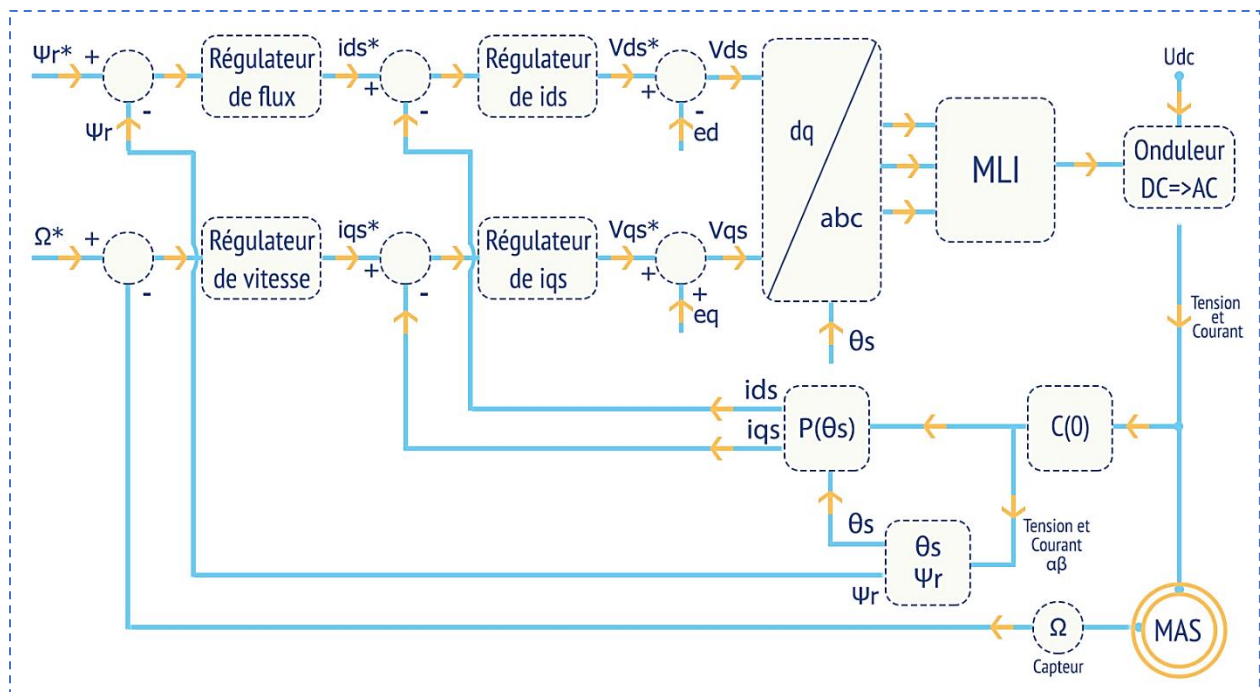 Ψr*
+
-
Ψr
Régulateur
de flux
ids*
+
-
Régulateur
de ids
Vds*
+
-
ed
Vds
dq
abc
MLI
Udc
Onduleur
DC=>AC
Ω*
+
-
Régulateur
de vitesse
iqs*
+
-
Régulateur
de iqs
Vqs*
+
+
eq
Vqs
θs
Tension
et
Courant
ids
iqs
P(θs)
C(0)
θs
θs
Ψr
Ψr
Tension et
Courant
αβ
Ω
Capteur
MAS